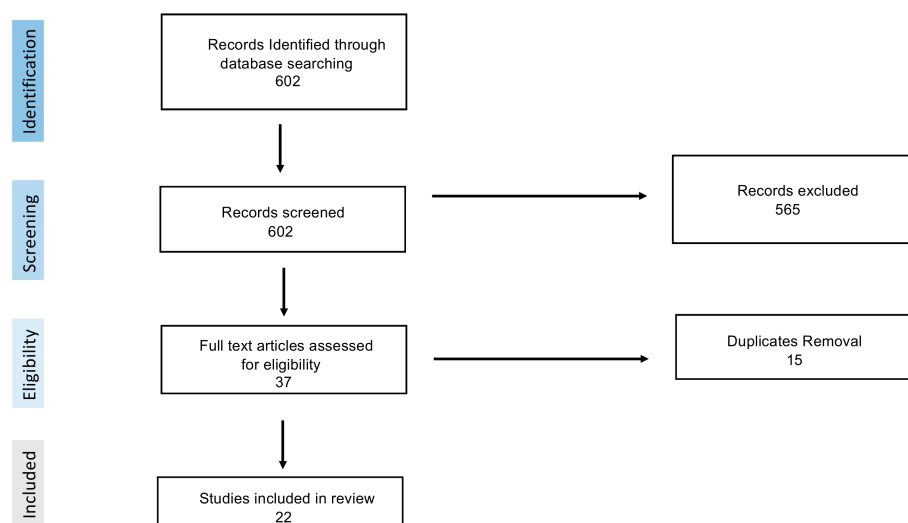 Identification
Records Identified through
database searching
602
Screening
Records screened
602
Records excluded
565
Eligibility
Full text articles assessed
for eligibility
37
Duplicates Removal
15
Included
Studies included in review
22